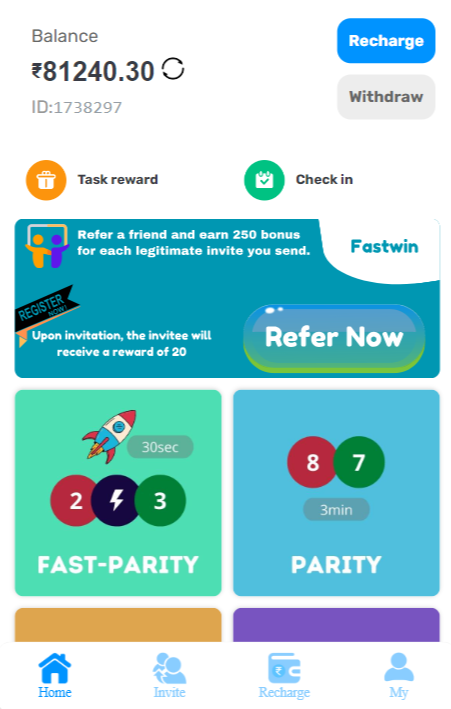 Balance
₹81240.30
ID:1738297
Recharge
Withdraw
Task reward
Check in
Refer a friend and earn 250 bonus
for each legitimate invite you send.
Fastwin
REGISTER
NOW!
Upon invitation, the invitee will
receive a reward of 20
Refer Now
30sec
2 3
FAST-PARITY
8 7
3min
PARITY
₹
Home
Invite
Recharge
My